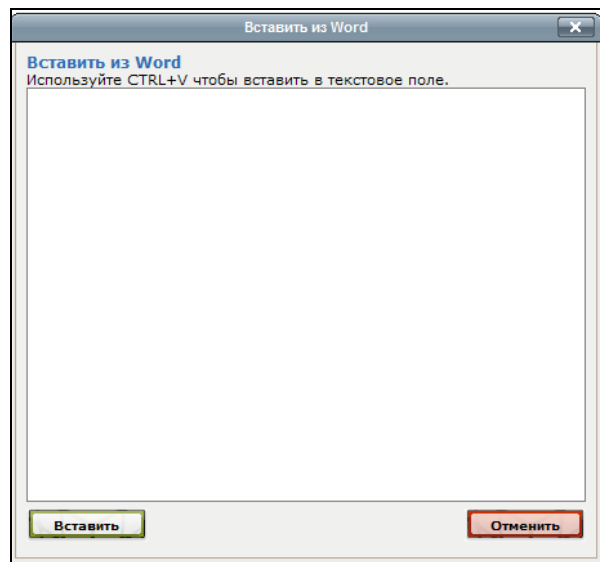 Вставить из Word
Вставить из Word
Используйте CTRL+V чтобы вставить в текстовое поле.
Вставить
Отменить